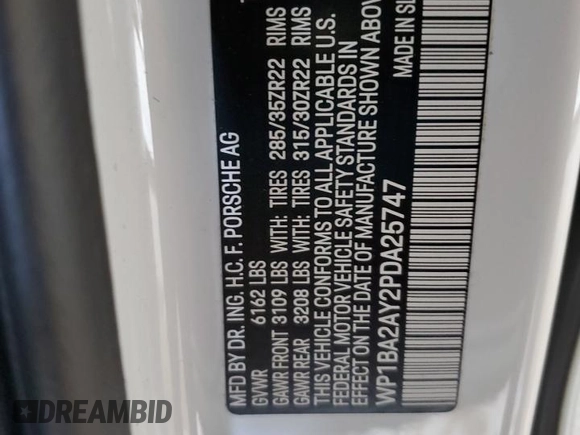 MFD BY DR. ING. H.C. F. PORSCHE AG
GVWR 6162 LBS
GAWR FRONT 3109 LBS WITH: TIRES 285/35ZR22 RIMS
GAWR REAR 3208 LBS WITH: TIRES 315/30ZR22 RIMS
THIS VEHICLE CONFORMS TO ALL APPLICABLE U.S.
FEDERAL MOTOR VEHICLE SAFETY STANDARDS IN
EFFECT ON THE DATE OF MANUFACTURE SHOWN ABOV
WP1BA2AY2PDA25747 MADE IN SL
DREAMBID